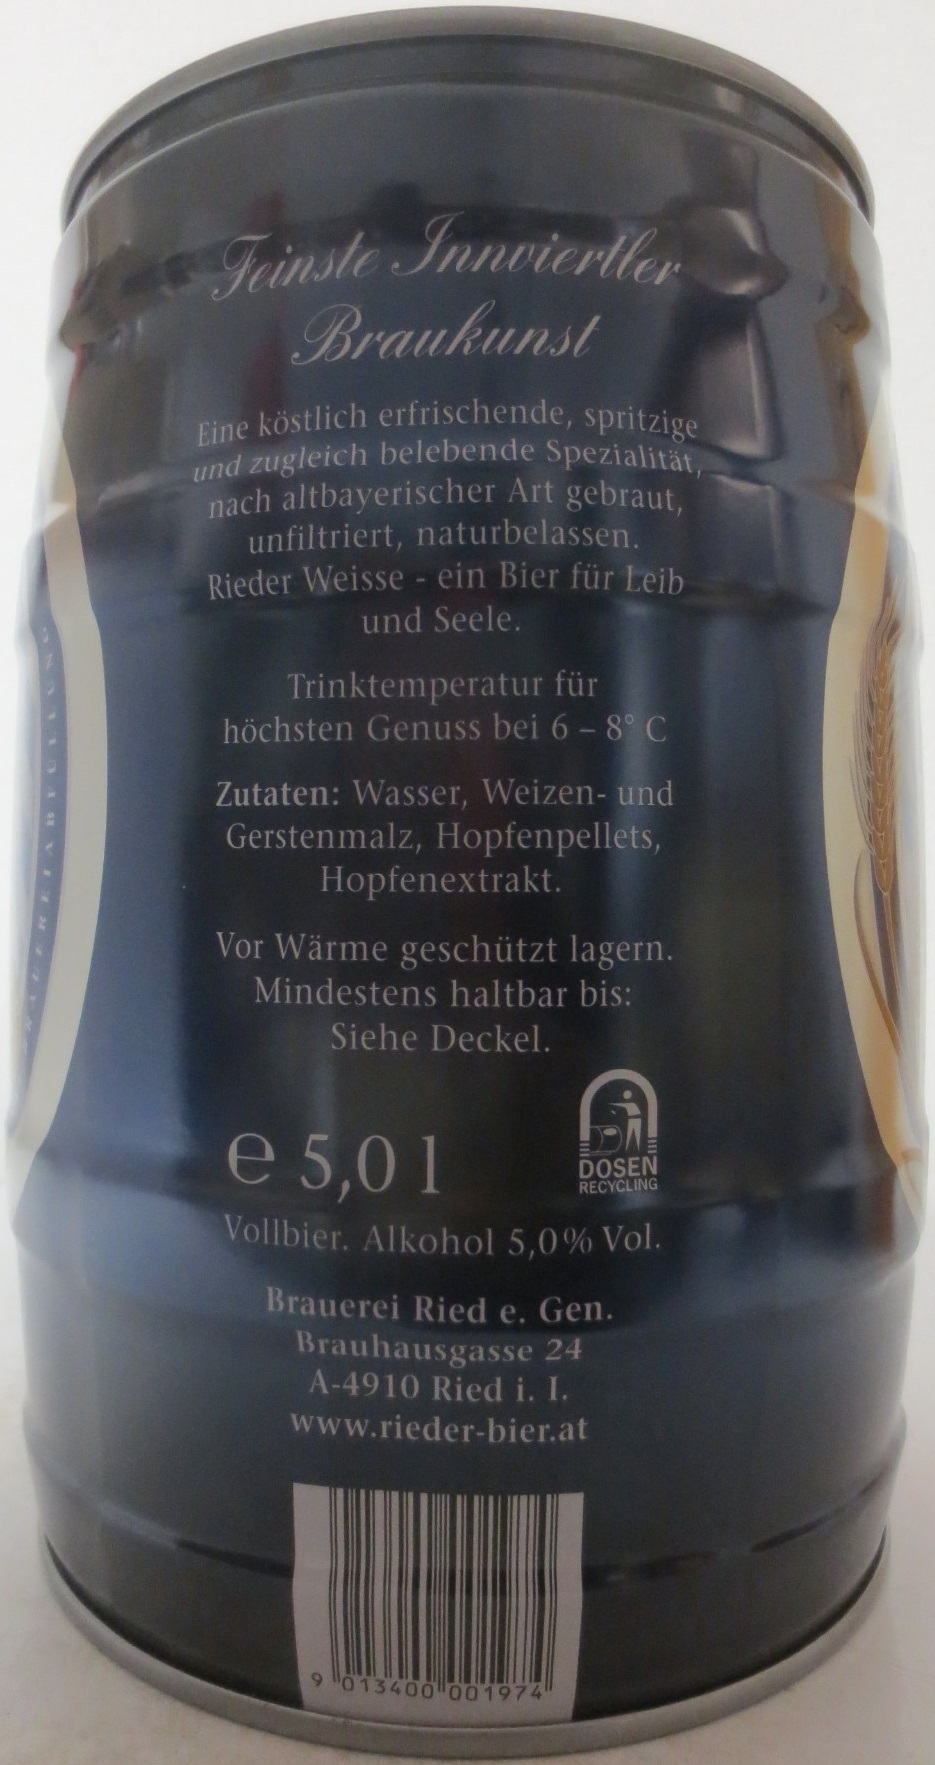 Feinste Innviertler
Braukunst
Eine köstlich erfrischende, spritzige
und zugleich belebende Spezialität,
nach altbayerischer Art gebraut,
unfiltriert, naturbelassen.
Rieder Weisse - ein Bier für Leib
und Seele.
Trinktemperatur für
höchsten Genuss bei 6 – 8° C
Zutaten: Wasser, Weizen- und
Gerstenmalz, Hopfenpellets,
Hopfenextrakt.
Vor Wärme geschützt lagern.
Mindestens haltbar bis:
Siehe Deckel.
e 5,0 l
DOSEN
RECYCLING
Vollbier. Alkohol 5,0% Vol.
Brauerei Ried e. Gen.
Brauhausgasse 24
A-4910 Ried i. I.
www.rieder-bier.at
9 013400 001974